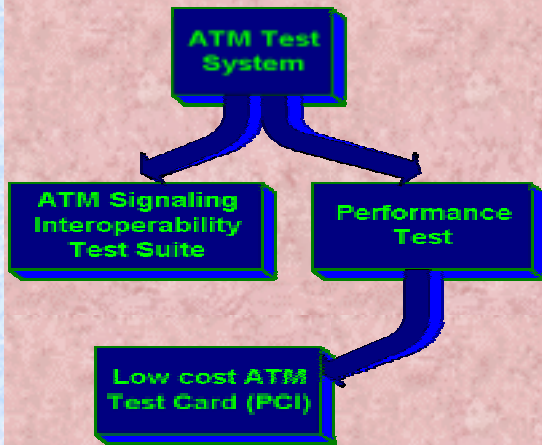 ATM Test
System
ATM Signaling
Interoperability
Test Suite
Performance
Test
Low cost ATM
Test Card (PCI)